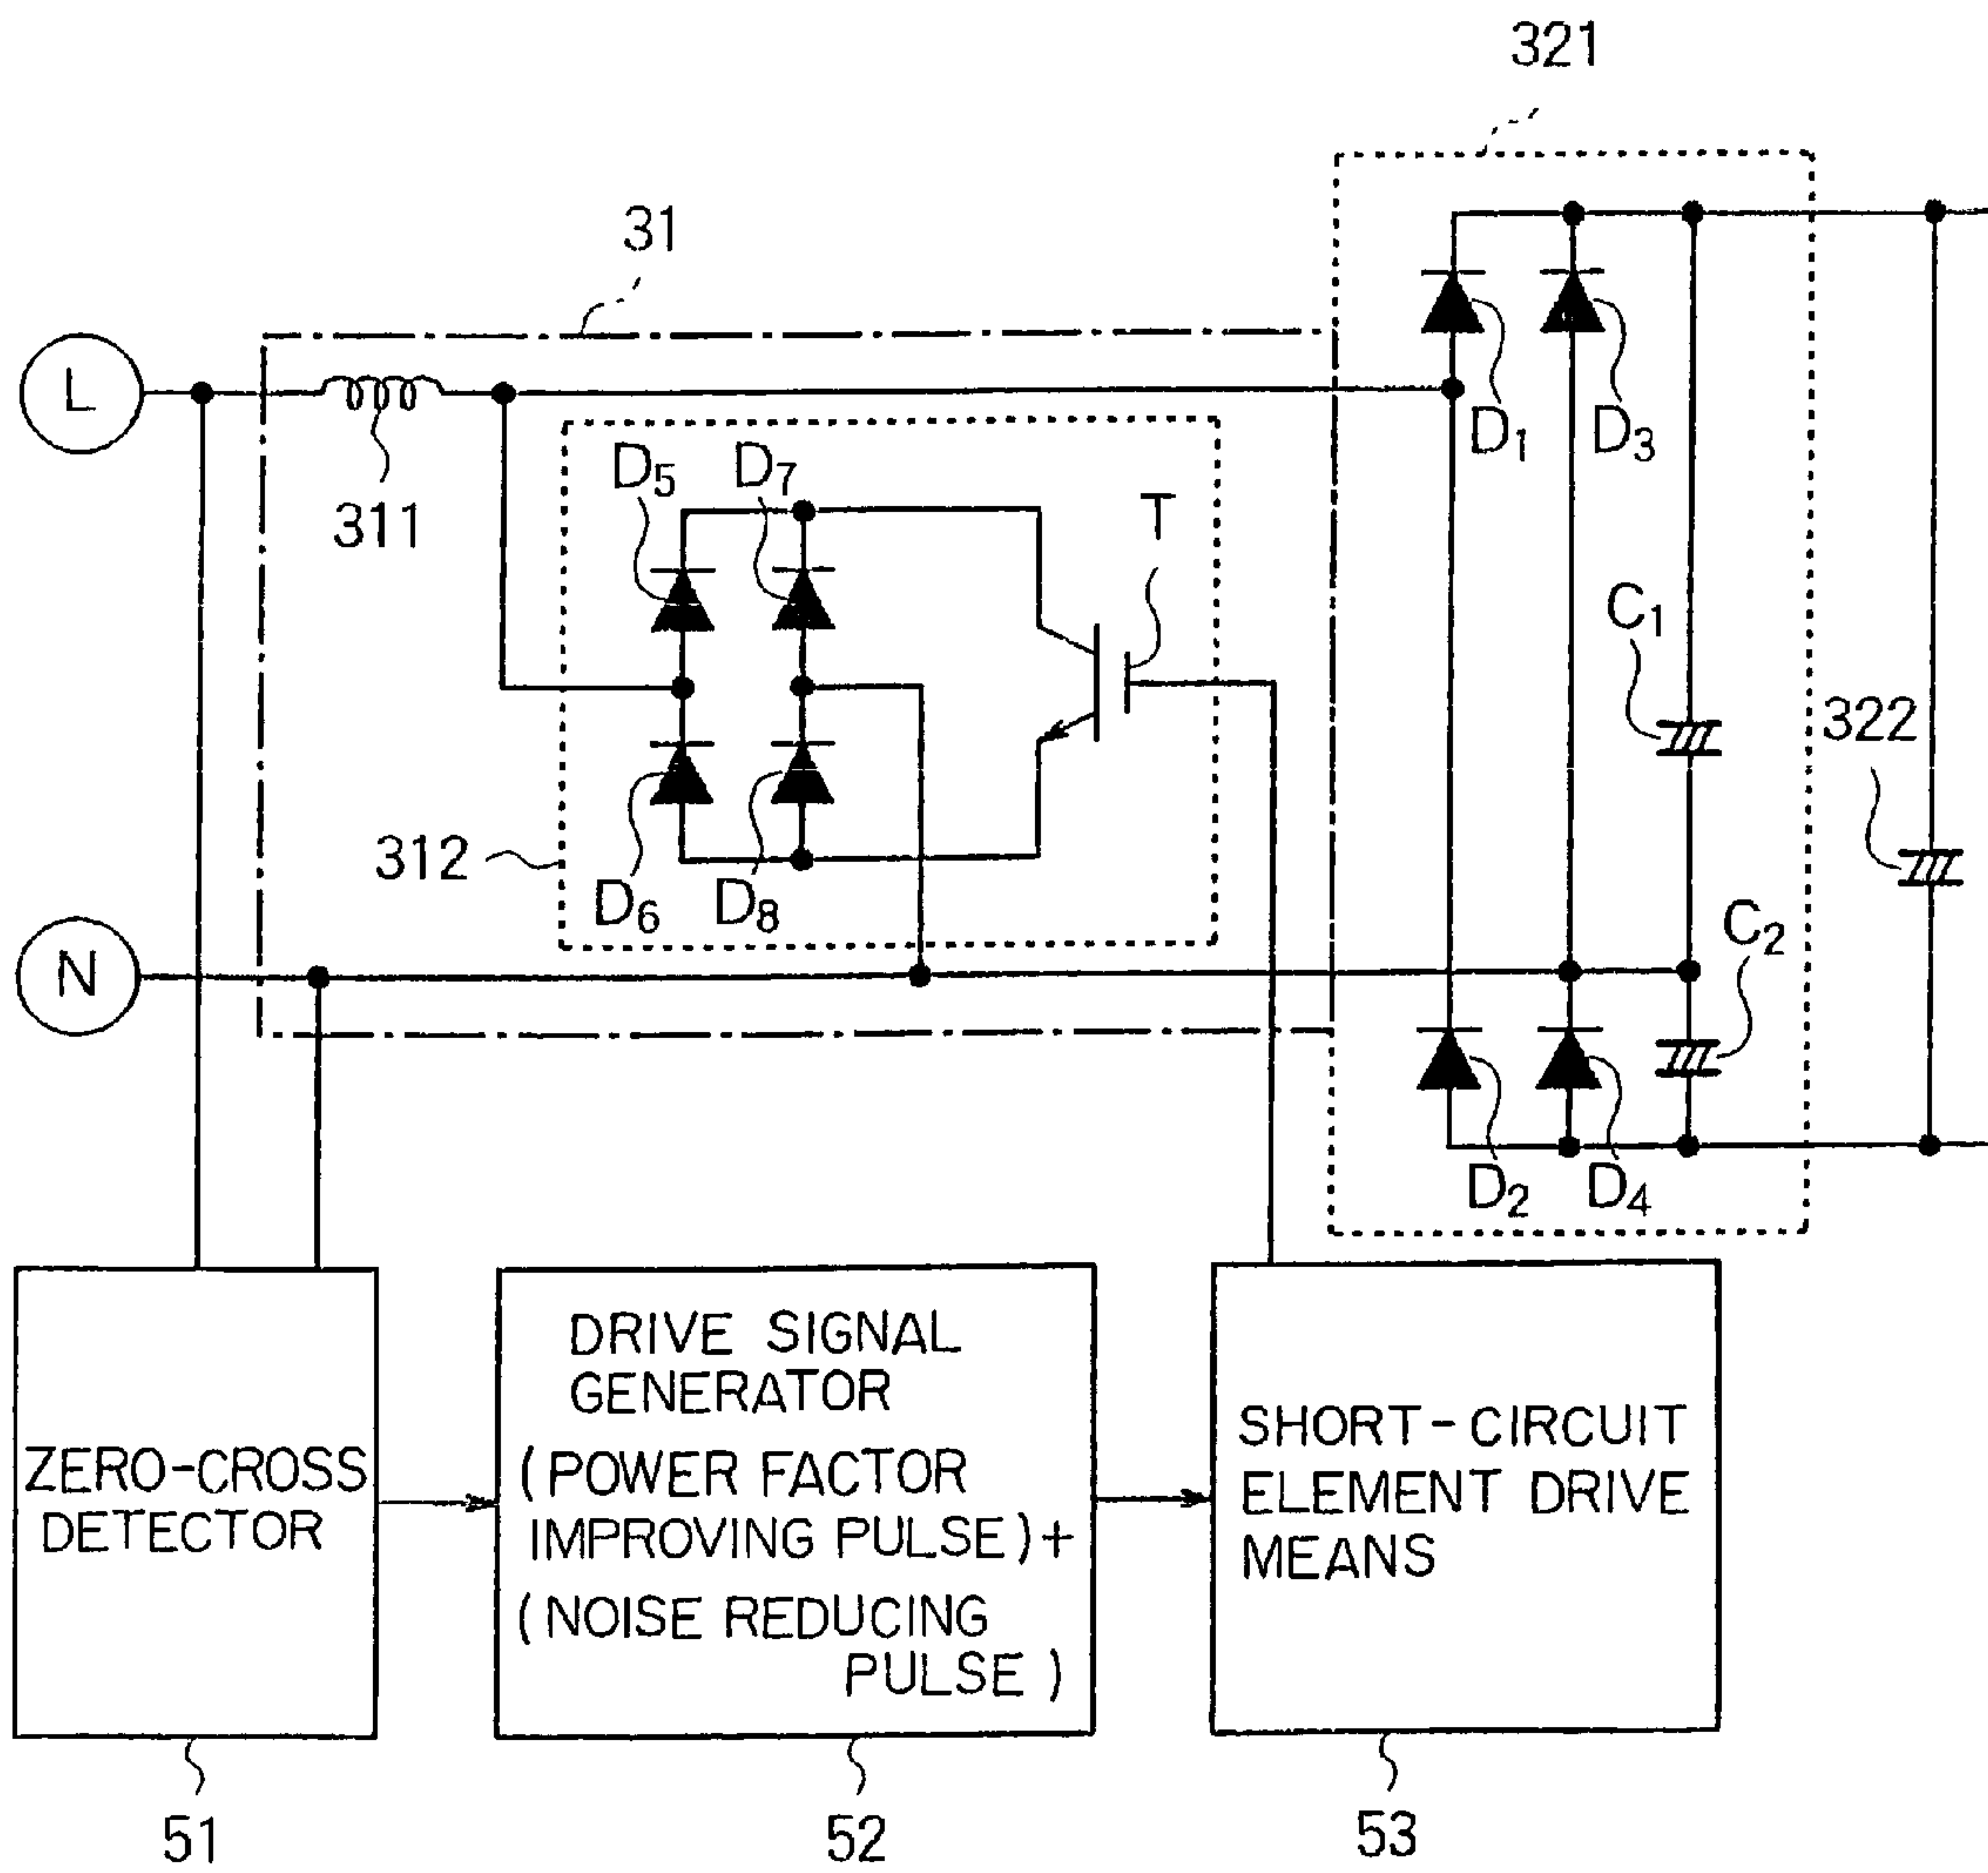 321
31
L
311
D5
D7
T
D1
D3
C1
322
312
D6
D8
C2
N
D2
D4
ZERO-CROSS
DETECTOR
DRIVE SIGNAL
GENERATOR
(POWER FACTOR
IMPROVING PULSE)+
(NOISE REDUCING
PULSE)
SHORT-CIRCUIT
ELEMENT DRIVE
MEANS
51
52
53